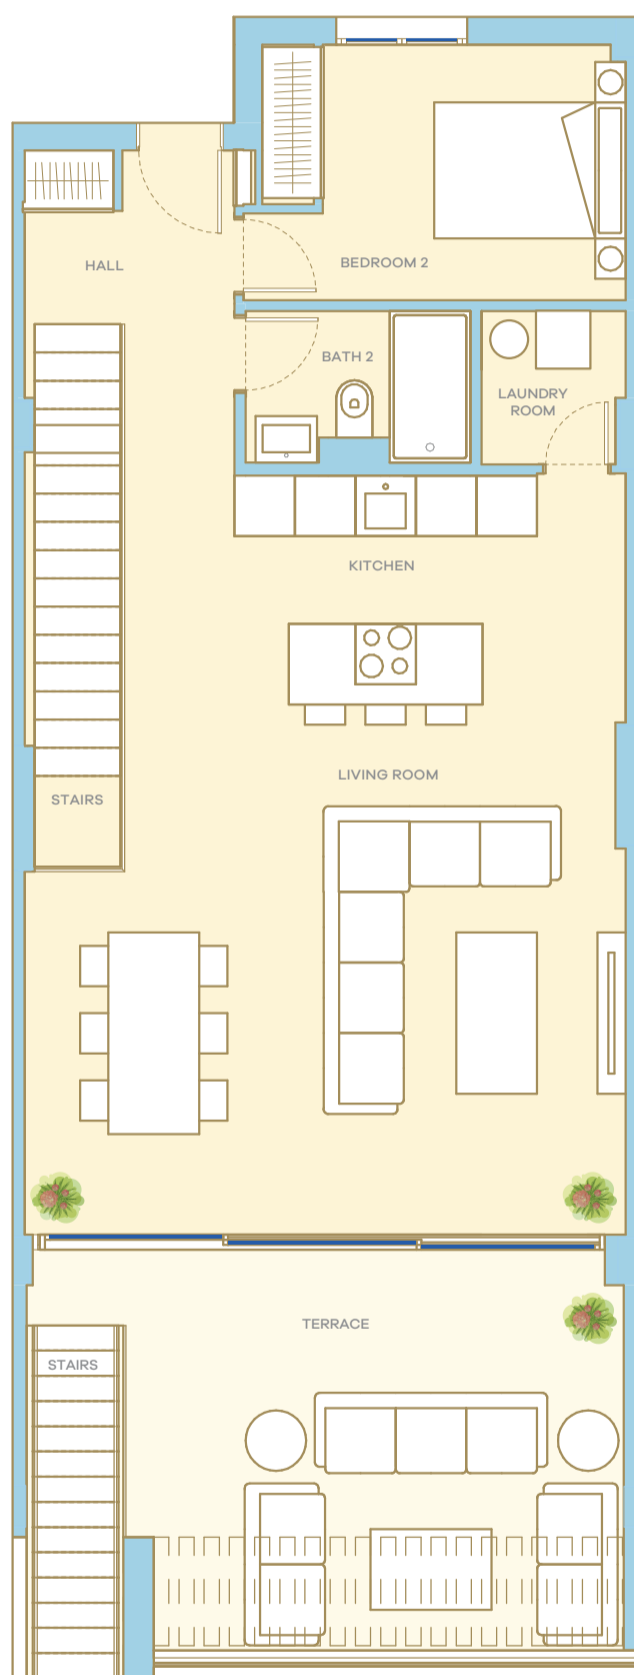 BEDROOM 2
HALL
BATH 2
LAUNDRY
ROOM
KITCHEN
LIVING ROOM
STAIRS
TERRACE
STAIRS